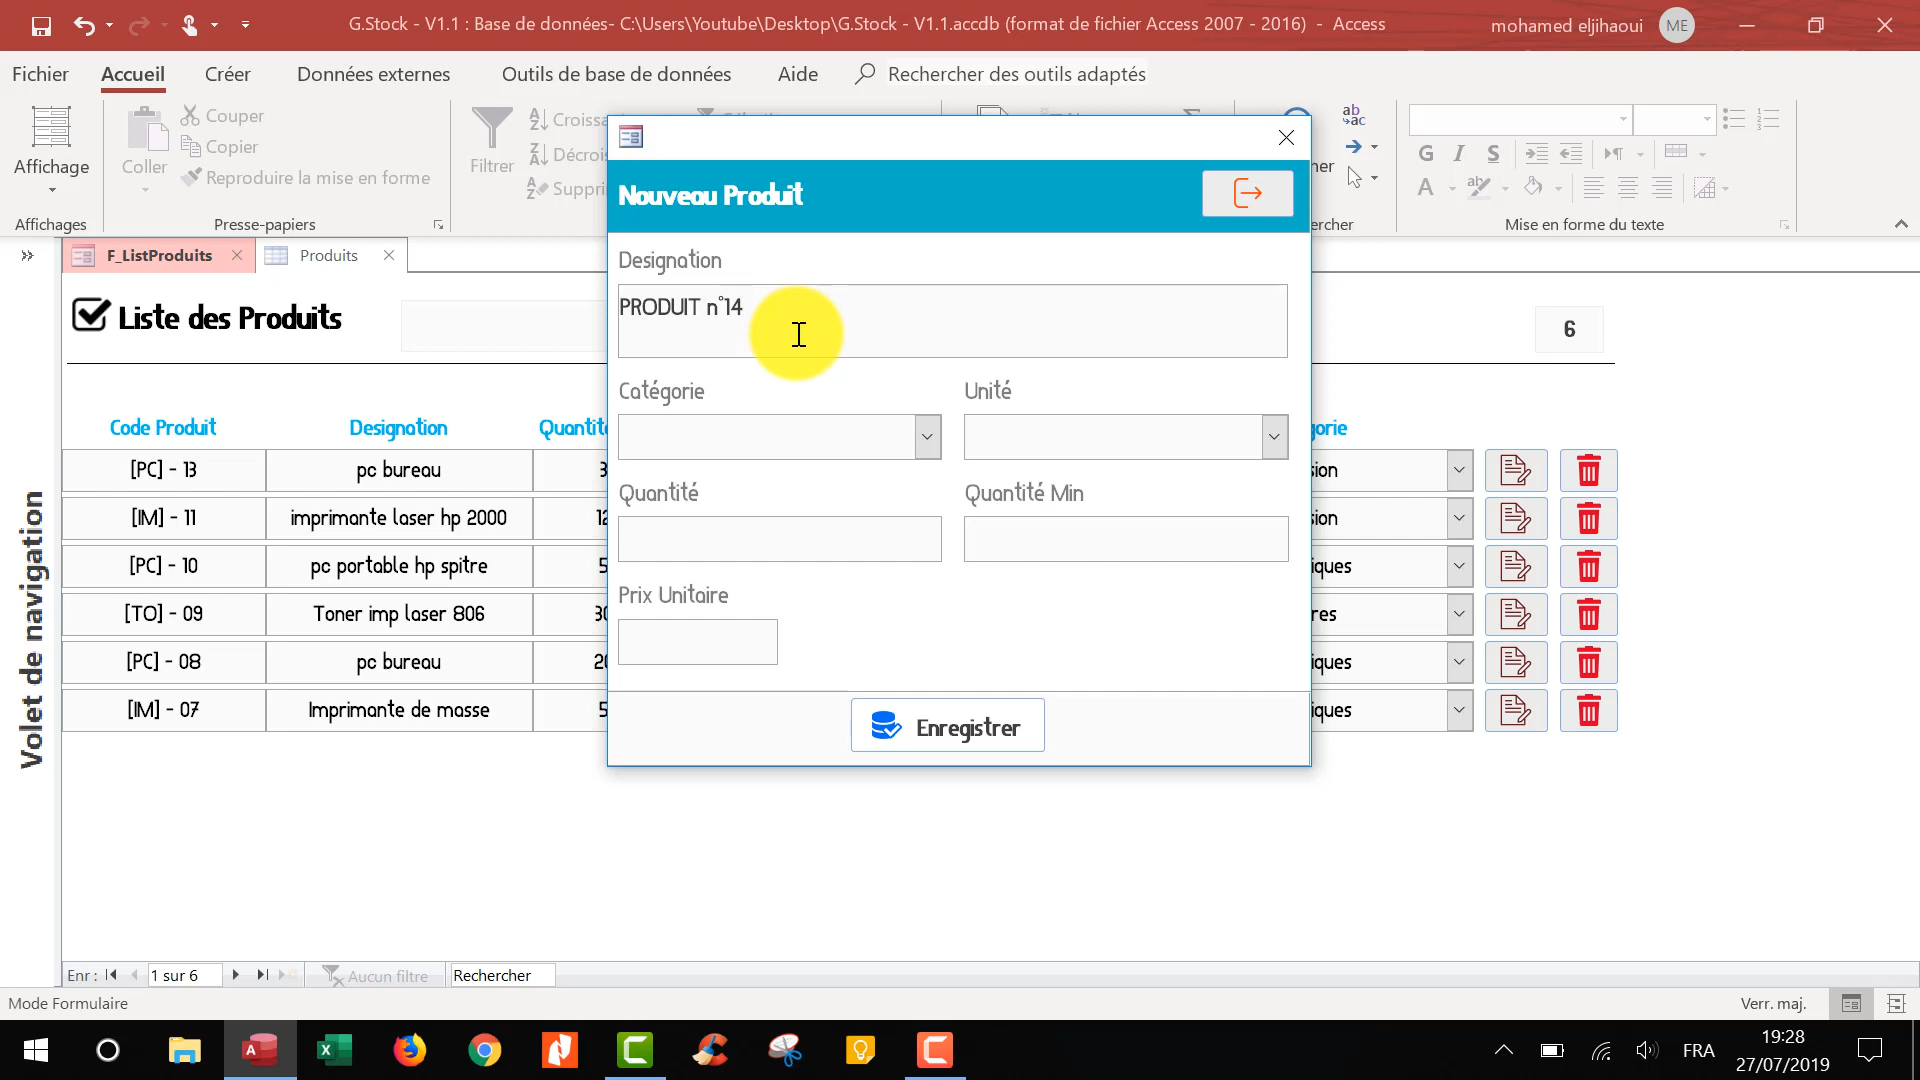 G.Stock - V1.1 : Base de données- C:\Users\Youtube\Desktop\G.Stock - V1.1.accdb (format de fichier Access 2007 - 2016) - Access
mohamed eljihaoui
ME
Fichier
Accueil
Créer
Données externes
Outils de base de données
Aide
Rechercher des outils adaptés
Affichage
Coller
Couper
Copier
Reproduire la mise en forme
Filtrer
Affichages
Presse-papiers
Mise en forme du texte
G I S
F_ListProduits
Produits
Volet de navigation
Liste des Produits
6
Code Produit
Designation
[PC] - 13
pc bureau
[IM] - 11
imprimante laser hp 2000
[PC] - 10
pc portable hp spitre
[TO] - 09
Toner imp laser 806
[PC] - 08
pc bureau
[IM] - 07
Imprimante de masse
Nouveau Produit
Designation
PRODUIT n°14
Catégorie
Unité
Quantité
Quantité Min
Prix Unitaire
Enregistrer
Enr :
1 sur 6
Aucun filtre
Rechercher
Mode Formulaire
Verr. maj.
FRA
19:28
27/07/2019